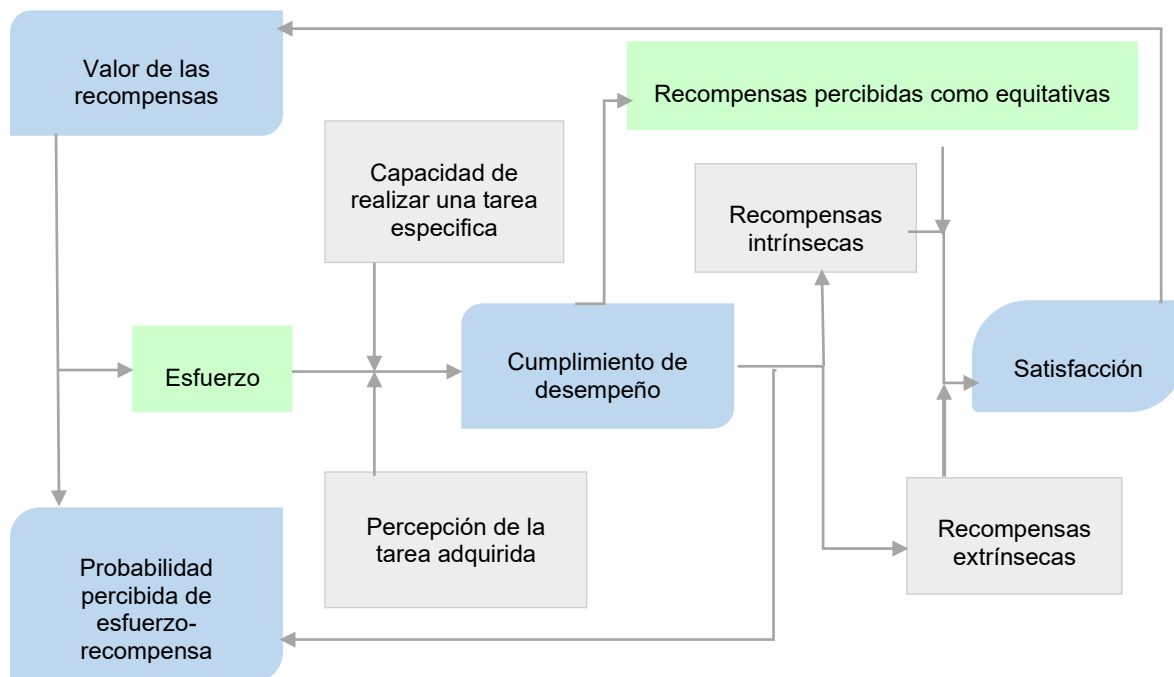 Valor de las
recompensas
Recompensas percibidas como equitativas
Capacidad de
realizar una tarea
especifica
Recompensas
intrínsecas
Esfuerzo
Cumplimiento de
desempeño
Satisfacción
Percepción de la
tarea adquirida
Recompensas
extrínsecas
Probabilidad
percibida de
esfuerzo-
recompensa